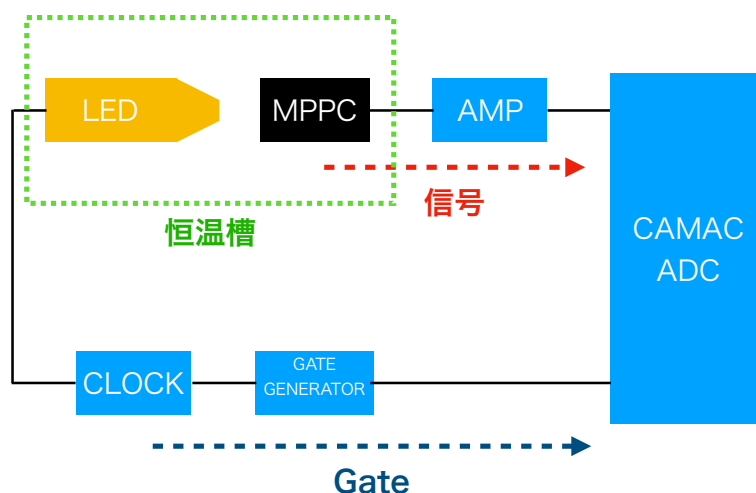 LED
MPPC
AMP
信号
恒温槽
CAMAC
ADC
CLOCK
GATE
GENERATOR
Gate